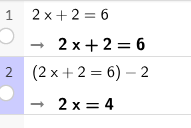 1 2 x + 2 = 6
→ 2 x + 2 = 6
2 (2 x + 2 = 6) – 2
→ 2 x = 4